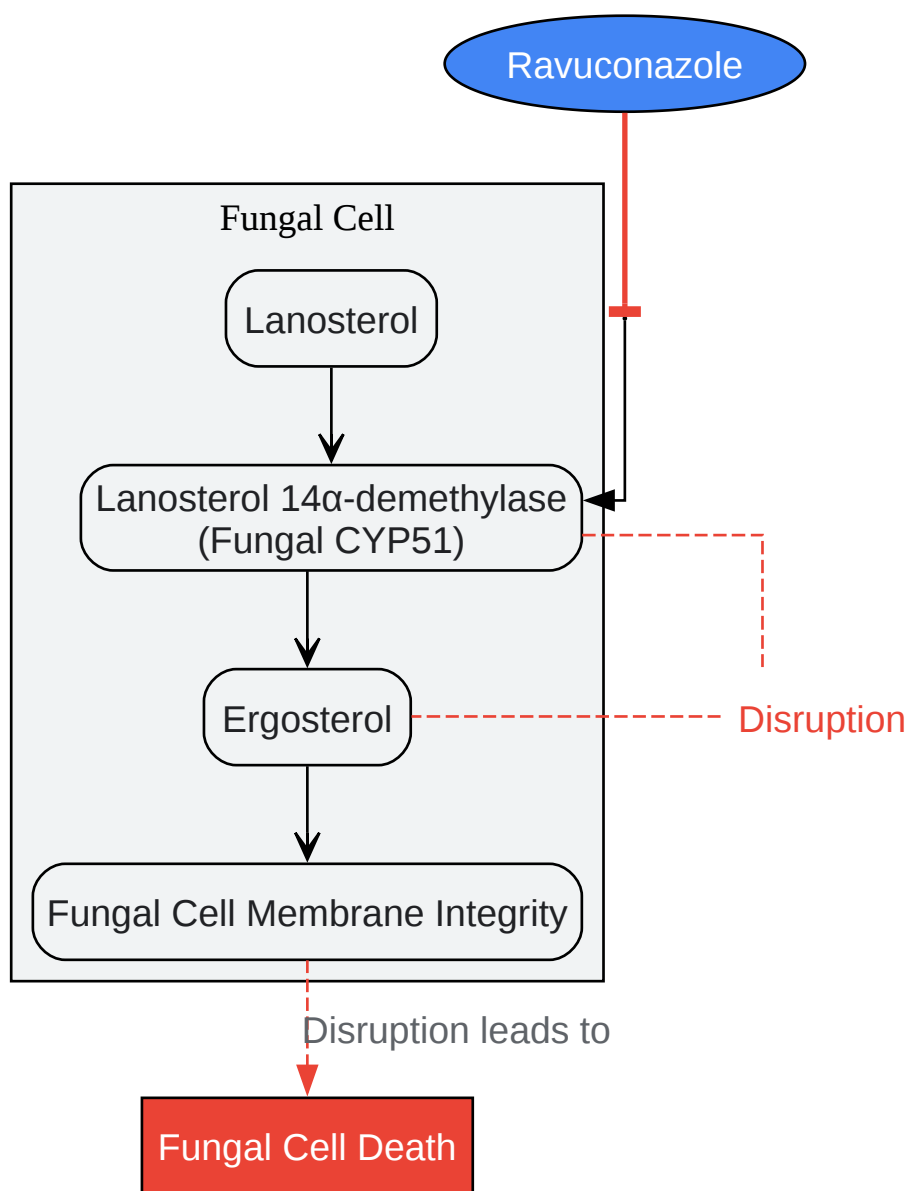 Ravuconazole
Fungal Cell
Lanosterol
Lanosterol 14α-demethylase
(Fungal CYP51)
Ergosterol
Disruption
Fungal Cell Membrane Integrity
Disruption leads to
Fungal Cell Death